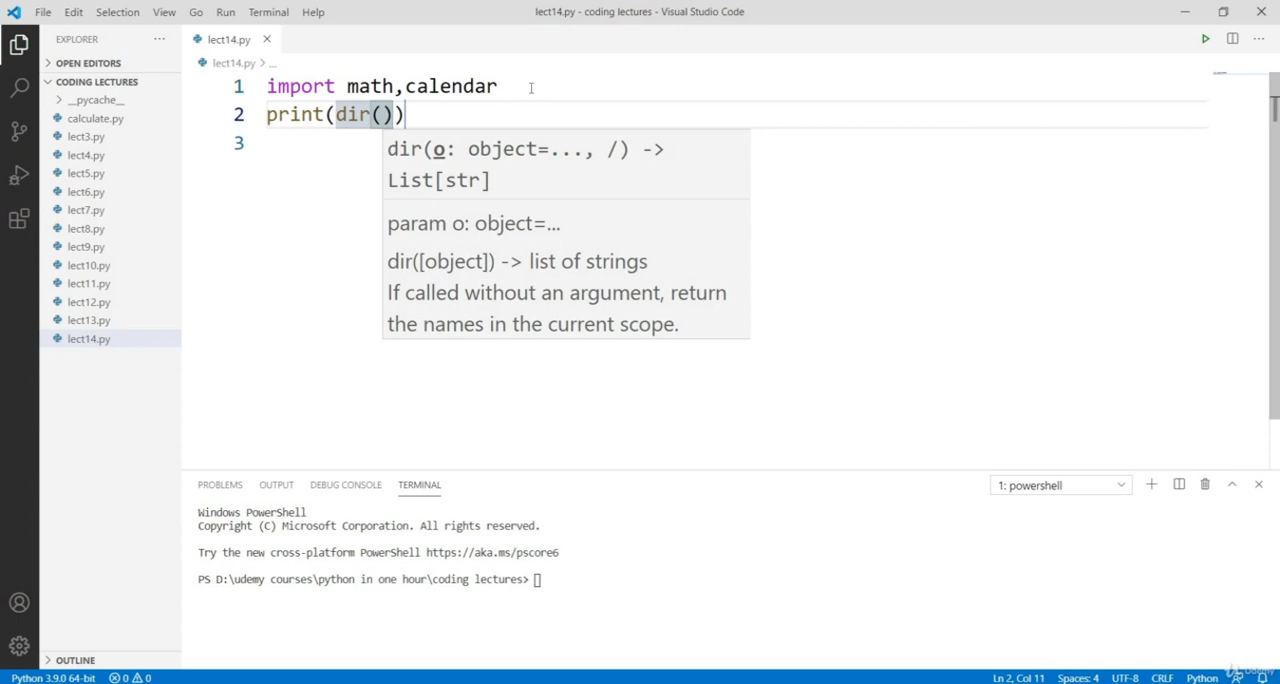 File Edit Selection View Go Run Terminal Help lect14.py - coding lectures - Visual Studio Code
EXPLORER ... lect14.py
OPEN EDITORS
CODING LECTURES
__pycache__
calculate.py
lect3.py
lect4.py
lect5.py
lect6.py
lect7.py
lect8.py
lect9.py
lect10.py
lect11.py
lect12.py
lect13.py
lect14.py
OUTLINE
lect14.py > ...
1 import math,calendar
2 print(dir())
3
dir(o: object=..., /) ->
List[str]
param o: object=...
dir([object]) -> list of strings
If called without an argument, return
the names in the current scope.
PROBLEMS OUTPUT DEBUG CONSOLE TERMINAL 1: powershell
Windows PowerShell
Copyright (C) Microsoft Corporation. All rights reserved.
Try the new cross-platform PowerShell https://aka.ms/pscore6
PS D:\udemy courses\python in one hour\coding lectures>
Python 3.9.0 64-bit 0 0 Ln 2, Col 11 Spaces: 4 UTF-8 CRLF Python
Udemy